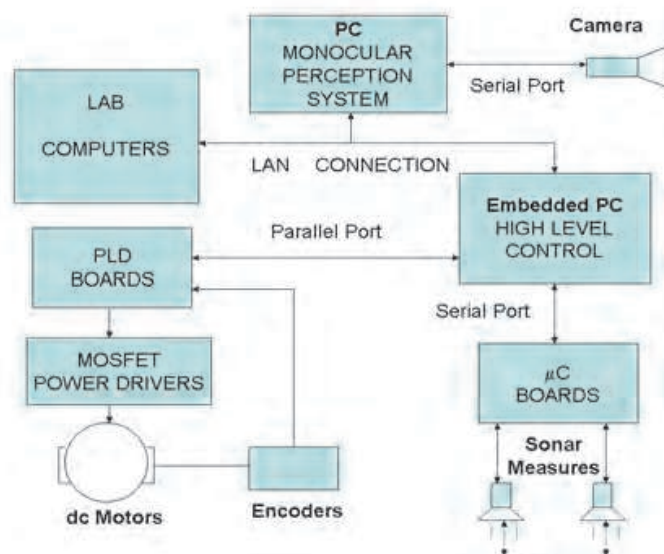 PC
MONOCULAR
PERCEPTION
SYSTEM
Camera
Serial Port
LAB
COMPUTERS
LAN CONNECTION
Embedded PC
HIGH LEVEL
CONTROL
Parallel Port
PLD
BOARDS
Serial Port
MOSFET
POWER DRIVERS
μC
BOARDS
Sonar
Measures
dc Motors
Encoders